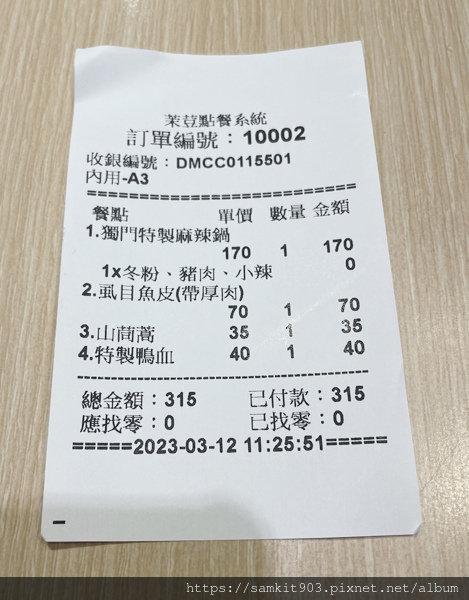 茉荳點餐系統
訂單編號：10002
收銀編號：DMCC0115501
內用-A3
==============================
餐點 單價 數量 金額
1.獨門特製麻辣鍋
170 1 170
1x冬粉、豬肉、小辣 0
2.虱目魚皮(帶厚肉)
70 1 70
3.山茼蒿 35 1 35
4.特製鴨血 40 1 40
--------------------------------------------------
總金額：315 已付款：315
應找零：0 已找零：0
=====2023-03-12 11:25:51=====
https://samkit903.pixnet.net/album